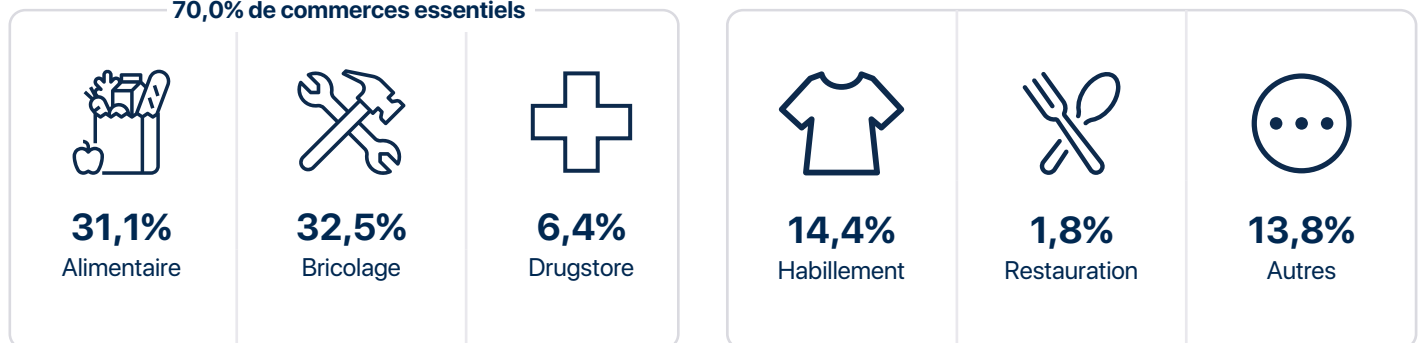 70,0% de commerces essentiels
31,1%
Alimentaire
32,5%
Bricolage
6,4%
Drugstore
14,4%
Habillement
1,8%
Restauration
13,8%
Autres